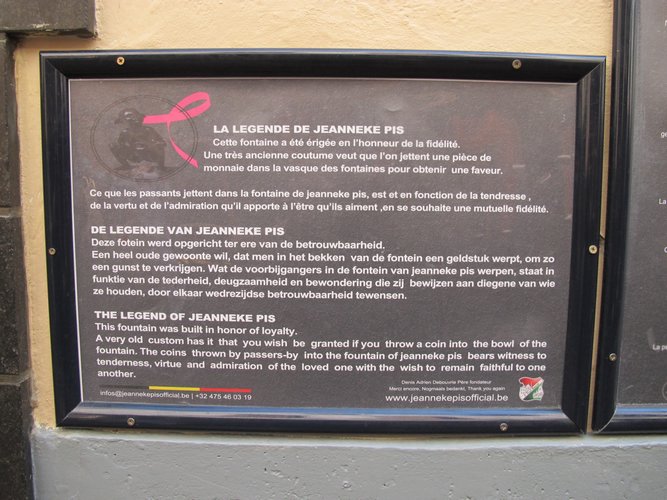 LA LEGENDE DE JEANNEKE PIS
Cette fontaine a été érigée en l'honneur de la fidélité.
Une très ancienne coutume veut que l'on jettent une pièce de
monnaie dans la vasque des fontaines pour obtenir une faveur.
Ce que les passants jettent dans la fontaine de jeanneke pis, est et en fonction de la tendresse ,
de la vertu et de l'admiration qu'il apporte à l'être qu'ils aiment ,en se souhaite une mutuelle fidélité.
DE LEGENDE VAN JEANNEKE PIS
Deze fotein werd opgericht ter ere van de betrouwbaarheid.
Een heel oude gewoonte wil, dat men in het bekken van de fontein een geldstuk werpt, om zo
een gunst te verkrijgen. Wat de voorbijgangers in de fontein van jeanneke pis werpen, staat in
funktie van de tederheid, deugzaamheid en bewondering die zij bewijzen aan diegene van wie
ze houden, door elkaar wedrezijdse betrouwbaarheid tewensen.
THE LEGEND OF JEANNEKE PIS
This fountain was built in honor of loyalty.
A very old custom has it that you wish be granted if you throw a coin into the bowl of the
fountain. The coins thrown by passers-by into the fountain of jeanneke pis bears witness to
tenderness, virtue and admiration of the loved one with the wish to remain faithful to one
another.
infos@jeannekepisofficial.be | +32 475 46 03 19
Denis Adrien Debouvrie Père fondateur
Merci encore, Nogmaals bedankt, Thank you again
www.jeannekepisofficial.be